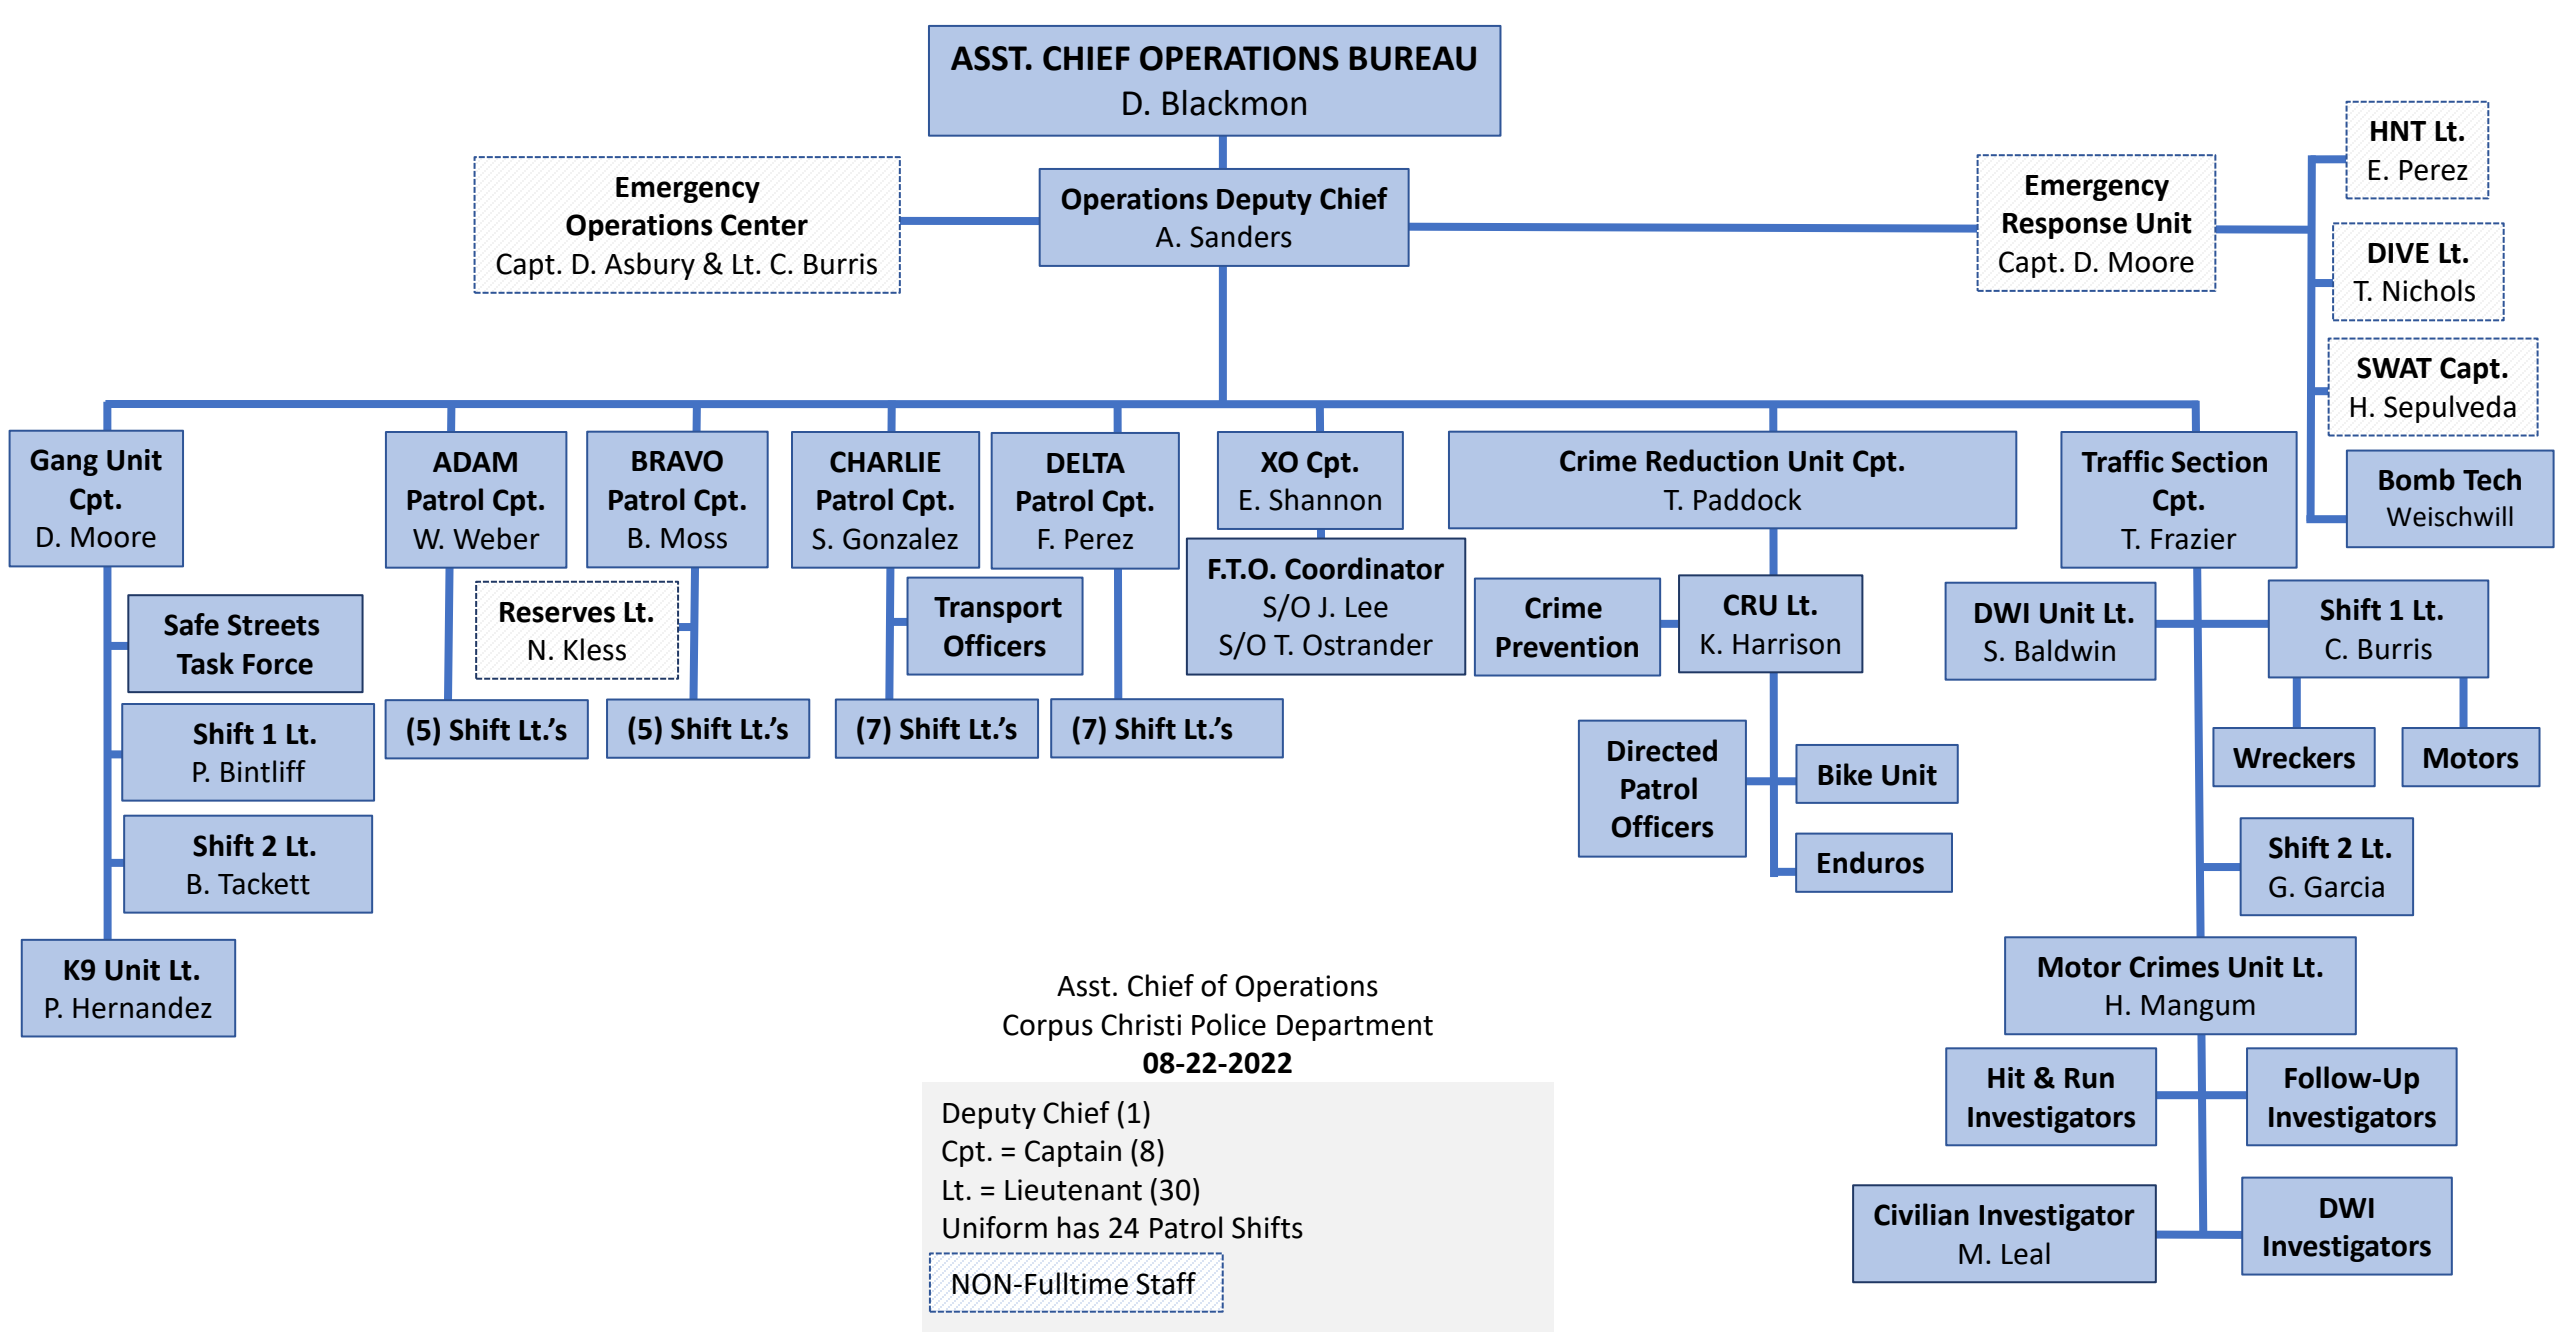 ASST. CHIEF OPERATIONS BUREAU
D. Blackmon
Emergency
Operations Center
Capt. D. Asbury & Lt. C. Burris
Operations Deputy Chief
A. Sanders
Emergency
Response Unit
Capt. D. Moore
HNT Lt.
E. Perez
DIVE Lt.
T. Nichols
SWAT Capt.
H. Sepulveda
Bomb Tech
Weischwill
Gang Unit
Cpt.
D. Moore
ADAM
Patrol Cpt.
W. Weber
BRAVO
Patrol Cpt.
B. Moss
CHARLIE
Patrol Cpt.
S. Gonzalez
DELTA
Patrol Cpt.
F. Perez
XO Cpt.
E. Shannon
Crime Reduction Unit Cpt.
T. Paddock
Traffic Section
Cpt.
T. Frazier
Safe Streets
Task Force
Shift 1 Lt.
P. Bintliff
Shift 2 Lt.
B. Tackett
K9 Unit Lt.
P. Hernandez
Reserves Lt.
N. Kless
Transport
Officers
(5) Shift Lt.’s
(5) Shift Lt.’s
(7) Shift Lt.’s
(7) Shift Lt.’s
F.T.O. Coordinator
S/O J. Lee
S/O T. Ostrander
Crime
Prevention
CRU Lt.
K. Harrison
Directed
Patrol
Officers
Bike Unit
Enduros
DWI Unit Lt.
S. Baldwin
Shift 1 Lt.
C. Burris
Wreckers
Motors
Shift 2 Lt.
G. Garcia
Motor Crimes Unit Lt.
H. Mangum
Hit & Run
Investigators
Follow-Up
Investigators
Civilian Investigator
M. Leal
DWI
Investigators
Asst. Chief of Operations
Corpus Christi Police Department
08-22-2022
Deputy Chief (1)
Cpt. = Captain (8)
Lt. = Lieutenant (30)
Uniform has 24 Patrol Shifts
NON-Fulltime Staff